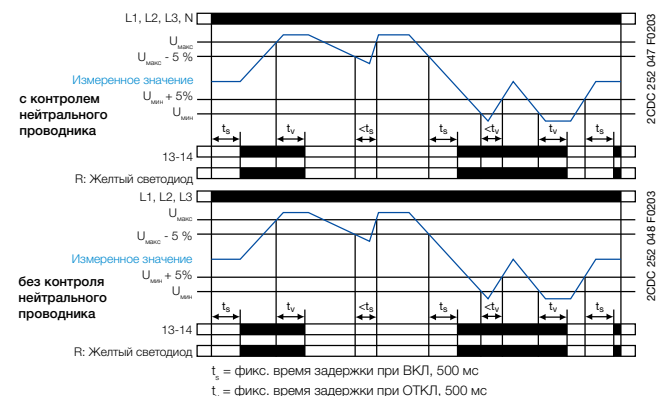 L1, L2, L3, N
Uмакс
Uмакс - 5 %
Измеренное значение
Uмин + 5%
Uмин
с контролем
нейтрального
проводника
ts tv <ts ts <tv tv ts
13-14
R: Желтый светодиод
2CDC 252 047 F0203
L1, L2, L3
Uмакс
Uмакс - 5 %
Измеренное значение
Uмин + 5%
Uмин
без контроля
нейтрального
проводника
ts tv <ts ts <tv tv ts
13-14
R: Желтый светодиод
2CDC 252 048 F0203
ts = фикс. время задержки при ВКЛ, 500 мс
t = фикс. время задержки при ОТКЛ, 500 мс